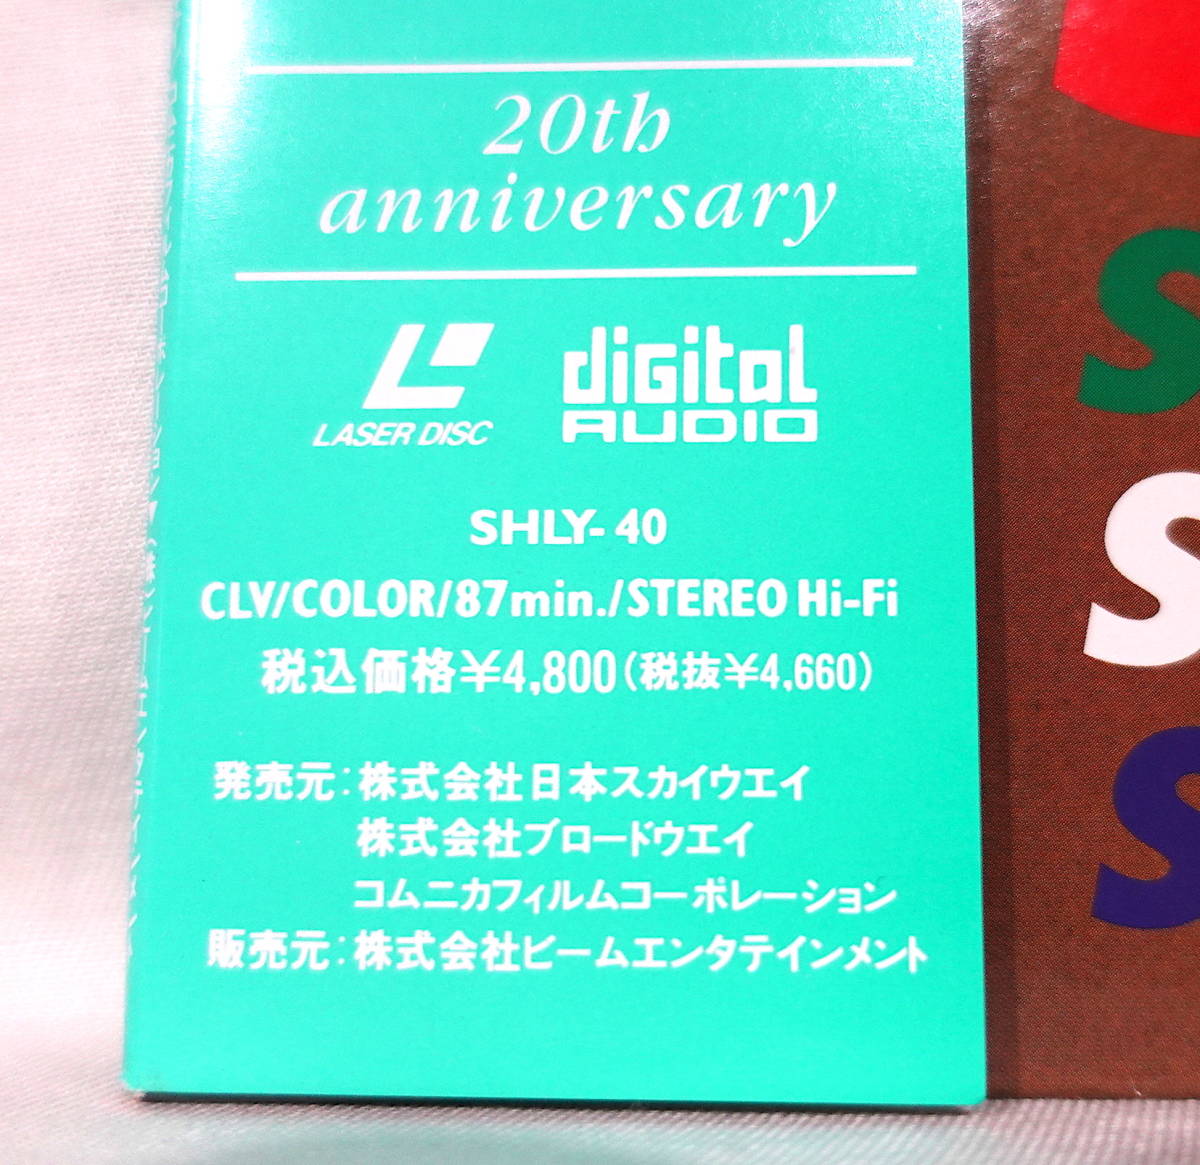 20th
anniversary
LASER DISC
digital
AUDIO
SHLY-40
CLV/COLOR/87min./STEREO Hi-Fi
税込価格¥4,800(税抜¥4,660)
発売元:株式会社日本スカイウエイ
株式会社ブロードウエイ
コムニカフィルムコーポレーション
販売元:株式会社ビームエンタテインメント
S
S
S